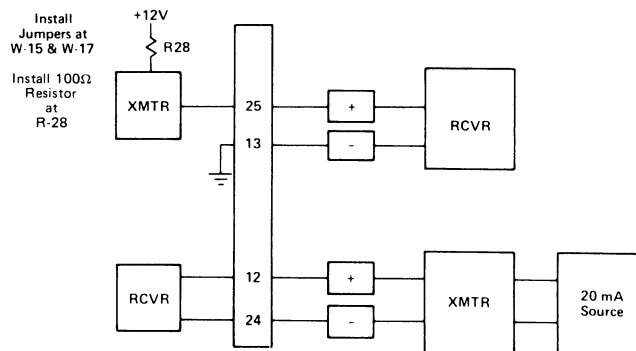 Install
Jumpers at
W-15 & W-17
Install 100Ω
Resistor
at
R-28
+12V
R28
XMTR
25
+
RCVR
13
-
12
+
RCVR
XMTR
20 mA
Source
24
-